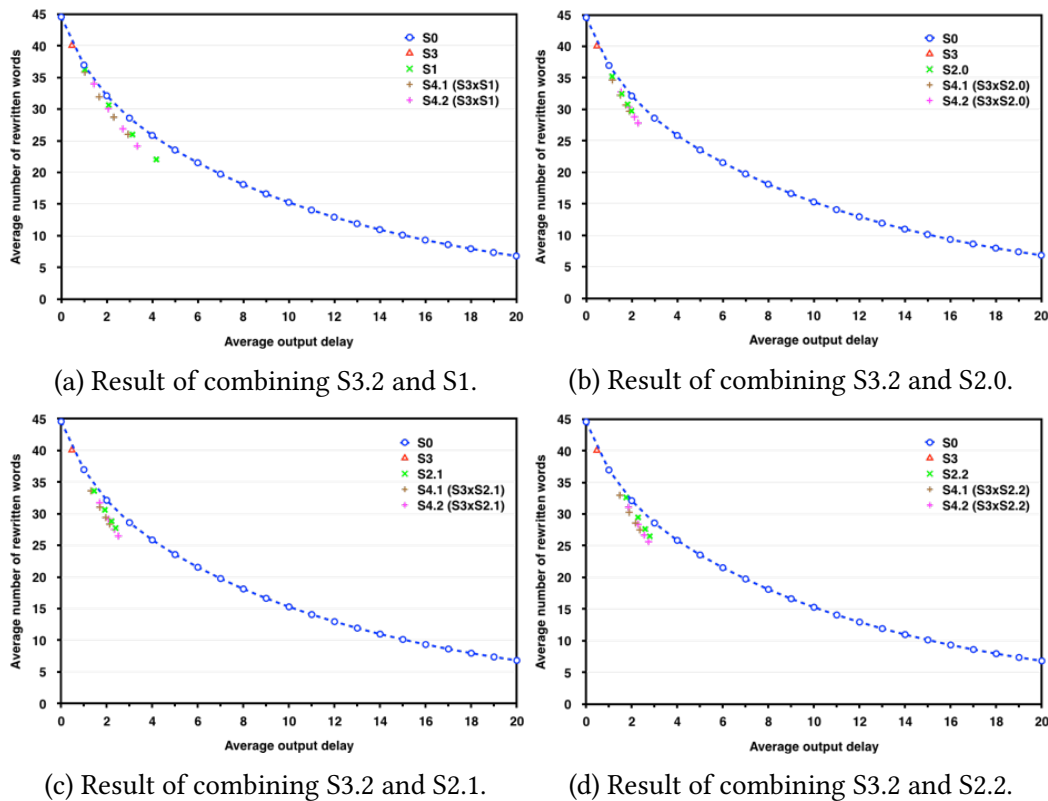 45
40
35
30
25
20
15
10
5
0
Average number of rewritten words
S0
S3
S1
S4.1 (S3xS1)
S4.2 (S3xS1)
0 2 4 6 8 10 12 14 16 18 20
Average output delay
(a) Result of combining S3.2 and S1.
45
40
35
30
25
20
15
10
5
0
Average number of rewritten words
S0
S3
S2.0
S4.1 (S3xS2.0)
S4.2 (S3xS2.0)
0 2 4 6 8 10 12 14 16 18 20
Average output delay
(b) Result of combining S3.2 and S2.0.
45
40
35
30
25
20
15
10
5
0
Average number of rewritten words
S0
S3
S2.1
S4.1 (S3xS2.1)
S4.2 (S3xS2.1)
0 2 4 6 8 10 12 14 16 18 20
Average output delay
(c) Result of combining S3.2 and S2.1.
45
40
35
30
25
20
15
10
5
0
Average number of rewritten words
S0
S3
S2.2
S4.1 (S3xS2.2)
S4.2 (S3xS2.2)
0 2 4 6 8 10 12 14 16 18 20
Average output delay
(d) Result of combining S3.2 and S2.2.